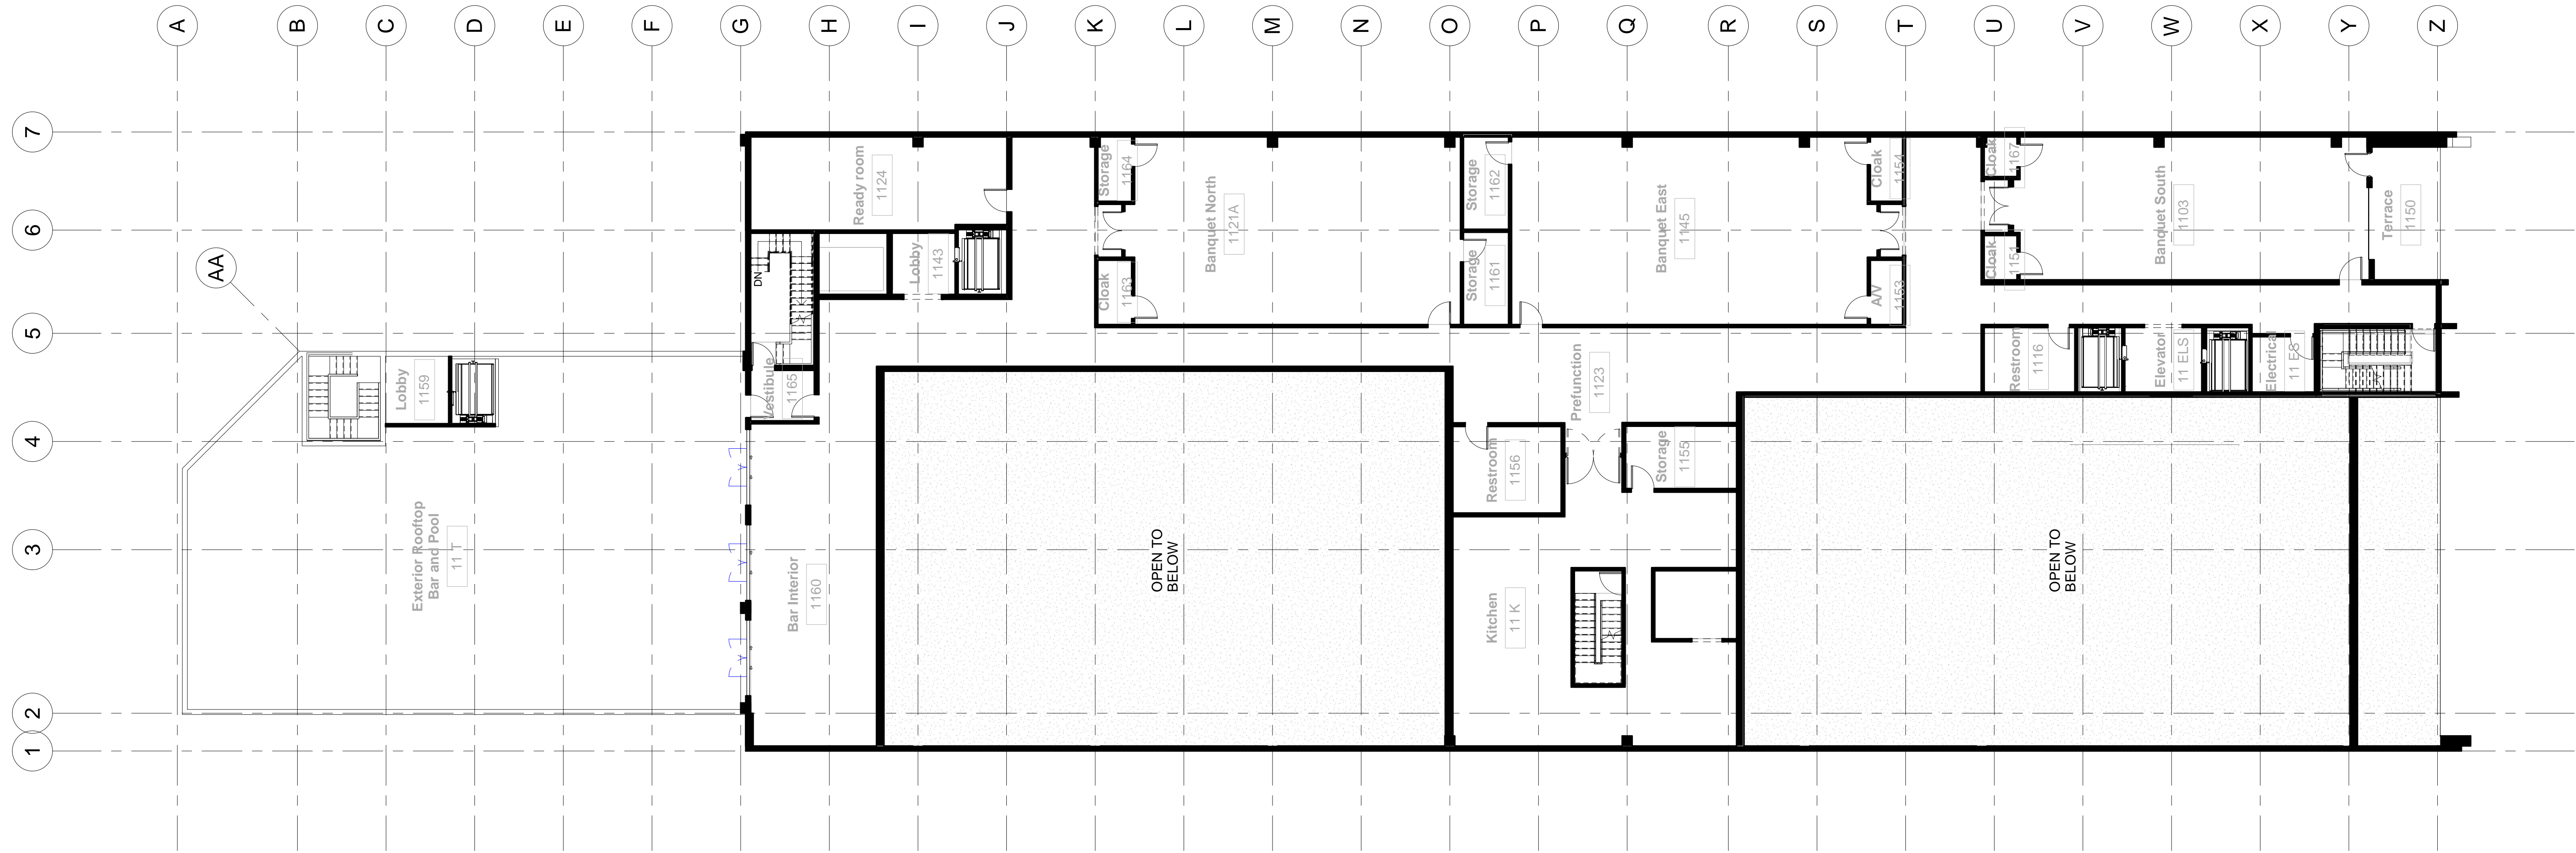 A
B
C
D
E
F
G
H
I
J
K
L
M
N
O
P
Q
R
S
T
U
V
W
X
Y
Z
7
6
AA
5
4
3
2
1
Ready room
1124
DN
Lobby
1143
Vestibule
1165
Lobby
1159
Exterior Rooftop
Bar and Pool
11 T
Bar Interior
1160
Storage
1164
Cloak
1163
Banquet North
1121A
Storage
1162
Storage
1161
Banquet East
1145
Cloak
1154
A/V
1153
Cloak
1167
Cloak
1151
Banquet South
1103
Terrace
1150
Restroom
1116
Elevator
11 ELS
Electrical
11 ES
Prefunction
1123
Restroom
1156
Storage
1155
Kitchen
11 K
OPEN TO
BELOW
OPEN TO
BELOW